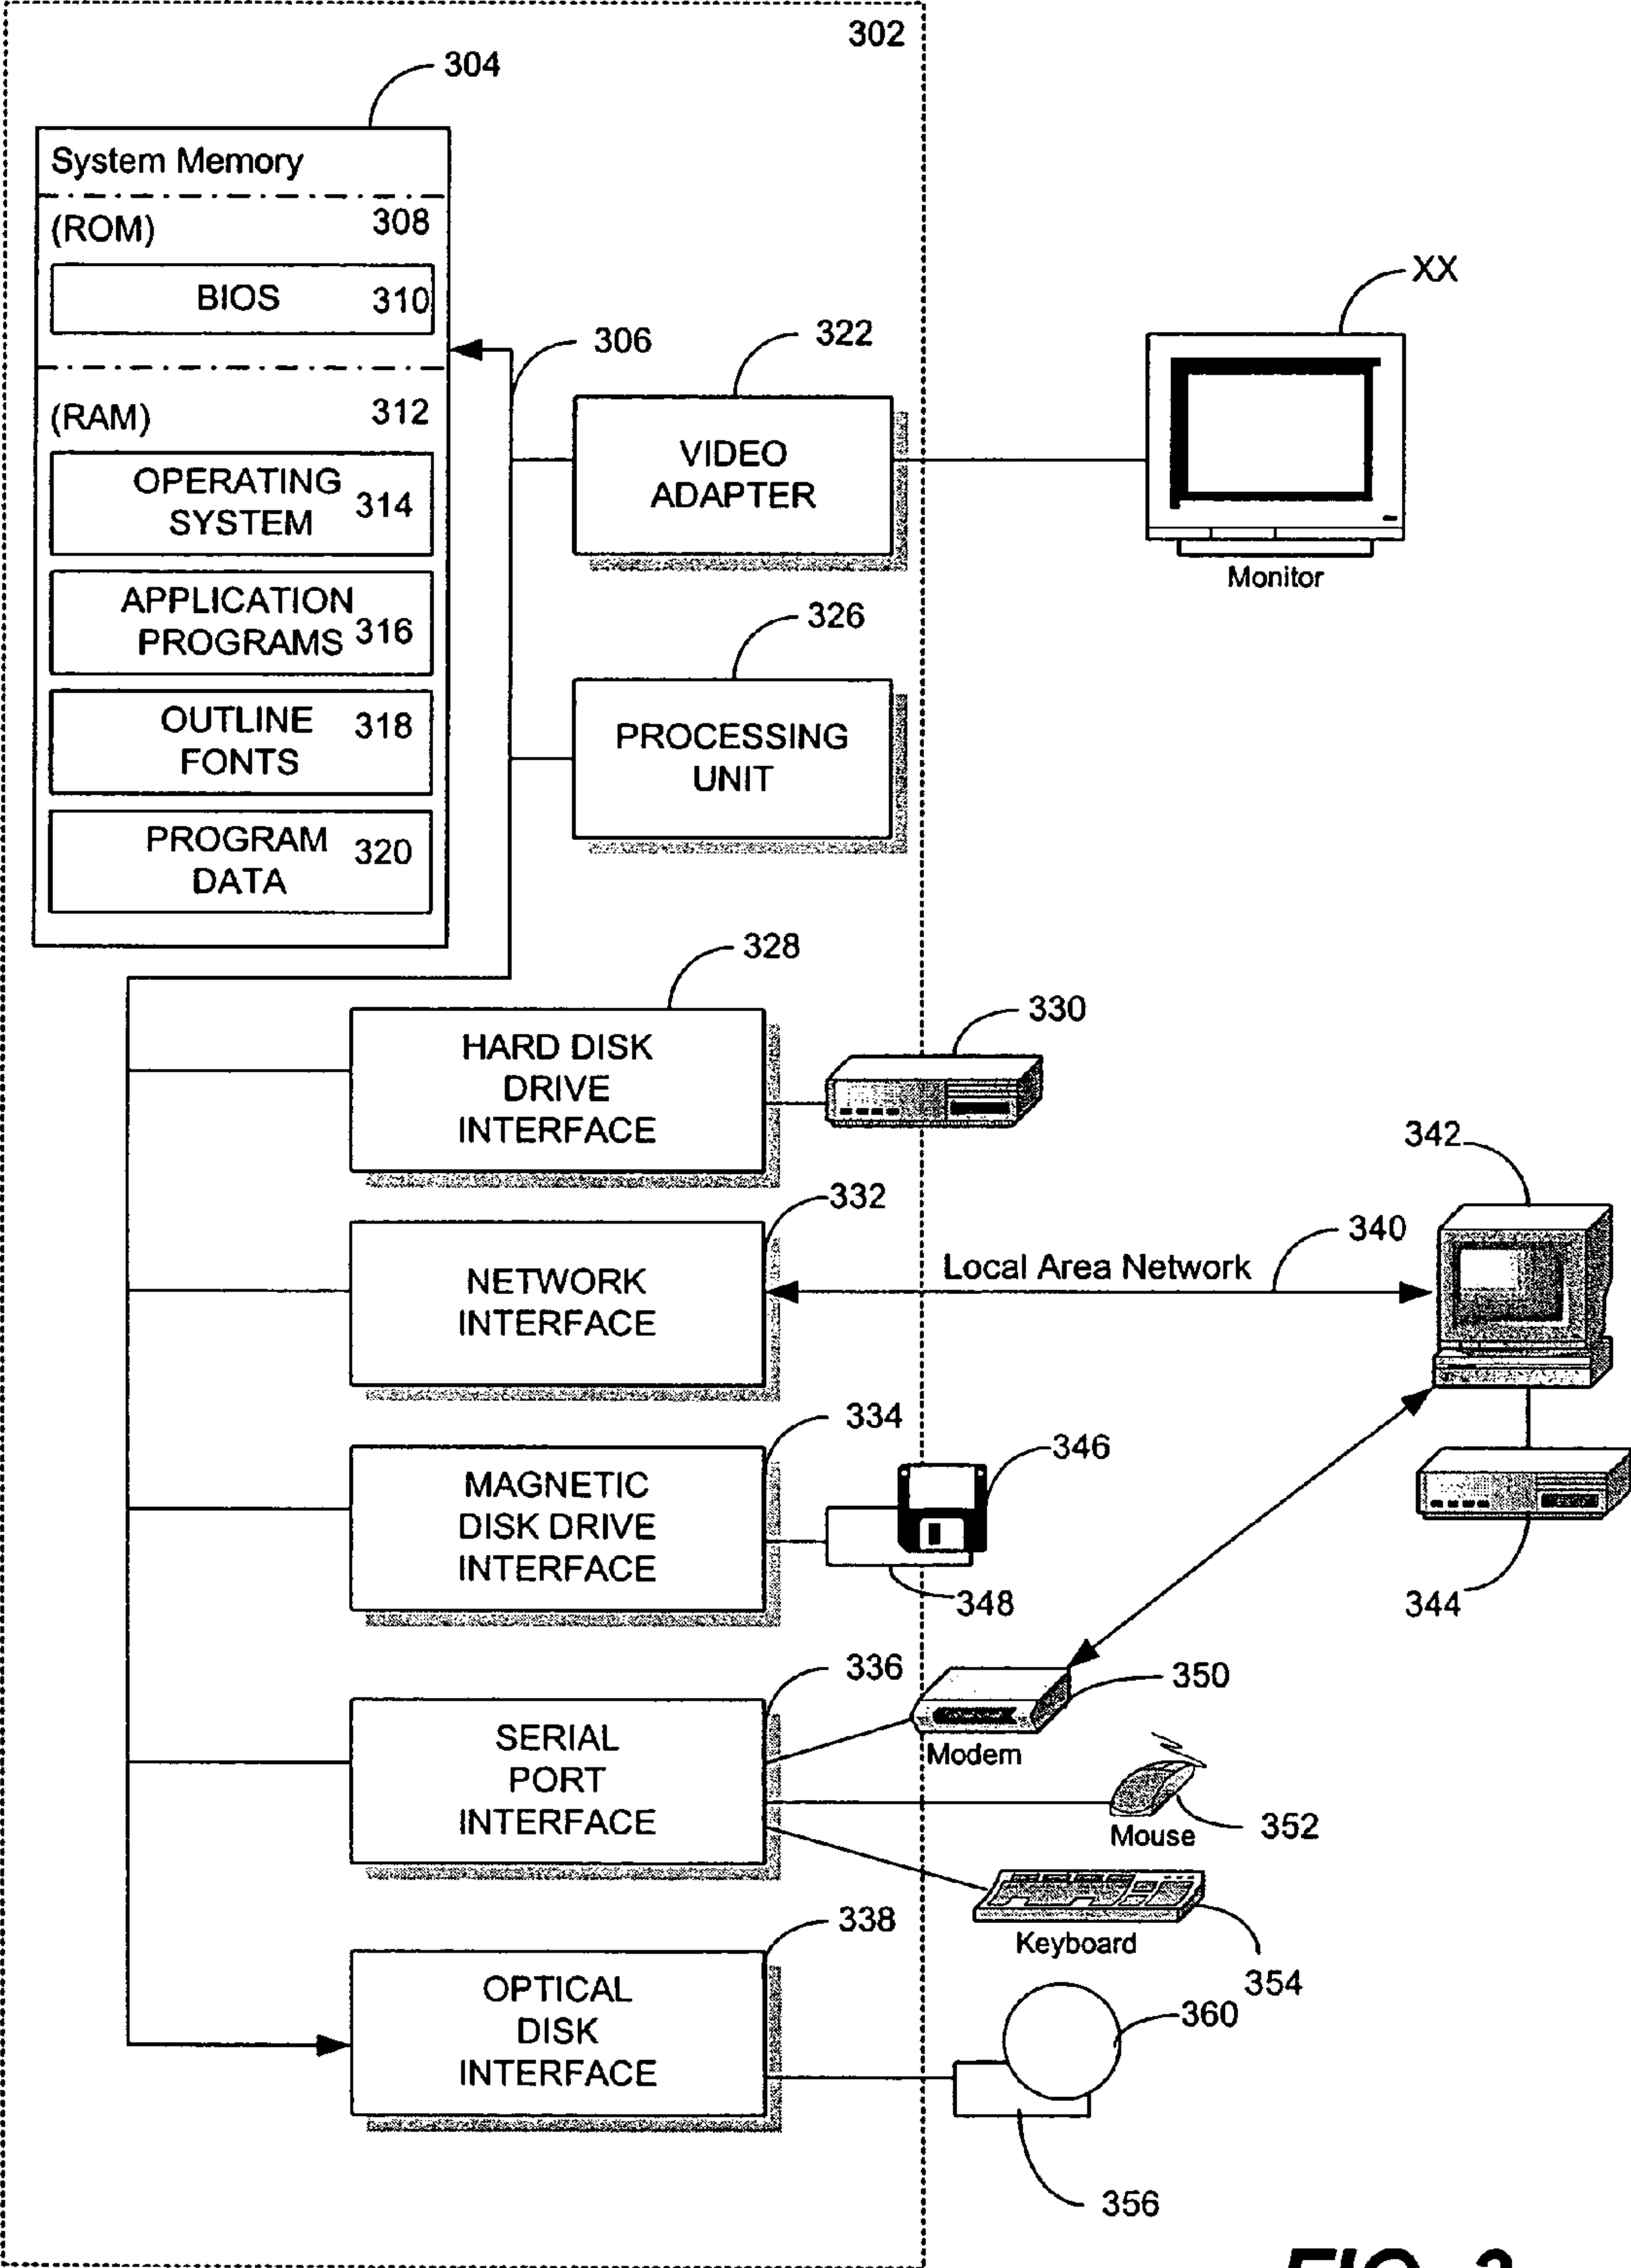 302
304
System Memory
(ROM) 308
BIOS 310
306
(RAM) 312
OPERATING SYSTEM 314
APPLICATION PROGRAMS 316
OUTLINE FONTS 318
PROGRAM DATA 320
322
VIDEO
ADAPTER
XX
Monitor
326
PROCESSING
UNIT
328
HARD DISK
DRIVE
INTERFACE
330
332
NETWORK
INTERFACE
Local Area Network
340
342
344
334
MAGNETIC
DISK DRIVE
INTERFACE
346
348
336
SERIAL
PORT
INTERFACE
350
Modem
352
Mouse
Keyboard
354
338
OPTICAL
DISK
INTERFACE
360
356